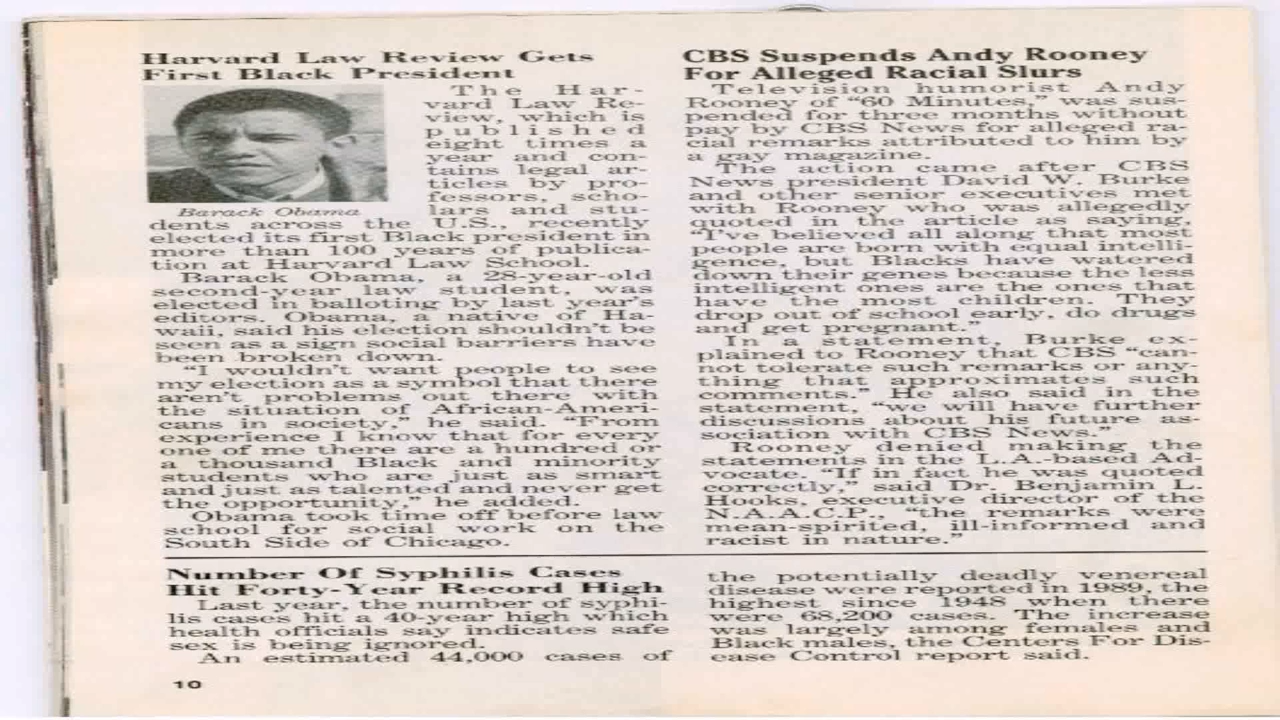 Harvard Law Review Gets
First Black President
The Har-
vard Law Re-
view, which is
published
eight times a
year and con-
tains legal ar-
ticles by pro-
fessors, scho-
lars and stu-
Barack Obama
dents across the U.S., recently
elected its first Black president in
more than 100 years of publica-
tion at Harvard Law School.
Barack Obama, a 28-year-old
second-year law student, was
elected in balloting by last year's
editors. Obama, a native of Ha-
waii, said his election shouldn't be
seen as a sign social barriers have
been broken down.
"I wouldn't want people to see
my election as a symbol that there
aren't problems out there with
the situation of African-Ameri-
cans in society," he said. "From
experience I know that for every
one of me there are a hundred or
a thousand Black and minority
students who are just as smart
and just as talented and never get
the opportunity," he added.
Obama took time off before law
school for social work on the
South Side of Chicago.
CBS Suspends Andy Rooney
For Alleged Racial Slurs
Television humorist Andy
Rooney of "60 Minutes," was sus-
pended for three months without
pay by CBS News for alleged ra-
cial remarks attributed to him by
a gay magazine.
The action came after CBS
News president David W. Burke
and other senior executives met
with Rooney who was allegedly
quoted in the article as saying,
"I've believed all along that most
people are born with equal intelli-
gence, but Blacks have watered
down their genes because the less
intelligent ones are the ones that
have the most children. They
drop out of school early, do drugs
and get pregnant."
In a statement, Burke ex-
plained to Rooney that CBS "can-
not tolerate such remarks or any-
thing that approximates such
comments." He also said in the
statement, "we will have further
discussions about his future as-
sociation with CBS News."
Rooney denied making the
statements in the L.A.-based Ad-
vocate. "If in fact he was quoted
correctly," said Dr. Benjamin L.
Hooks, executive director of the
N.A.A.C.P., "the remarks were
mean-spirited, ill-informed and
racist in nature."
Number Of Syphilis Cases
Hit Forty-Year Record High
Last year, the number of syphi-
lis cases hit a 40-year high which
health officials say indicates safe
sex is being ignored.
An estimated 44,000 cases of
the potentially deadly venereal
disease were reported in 1989, the
highest since 1948 when there
were 68,200 cases. The increase
was largely among females and
Black males, the Centers For Dis-
ease Control report said.
10